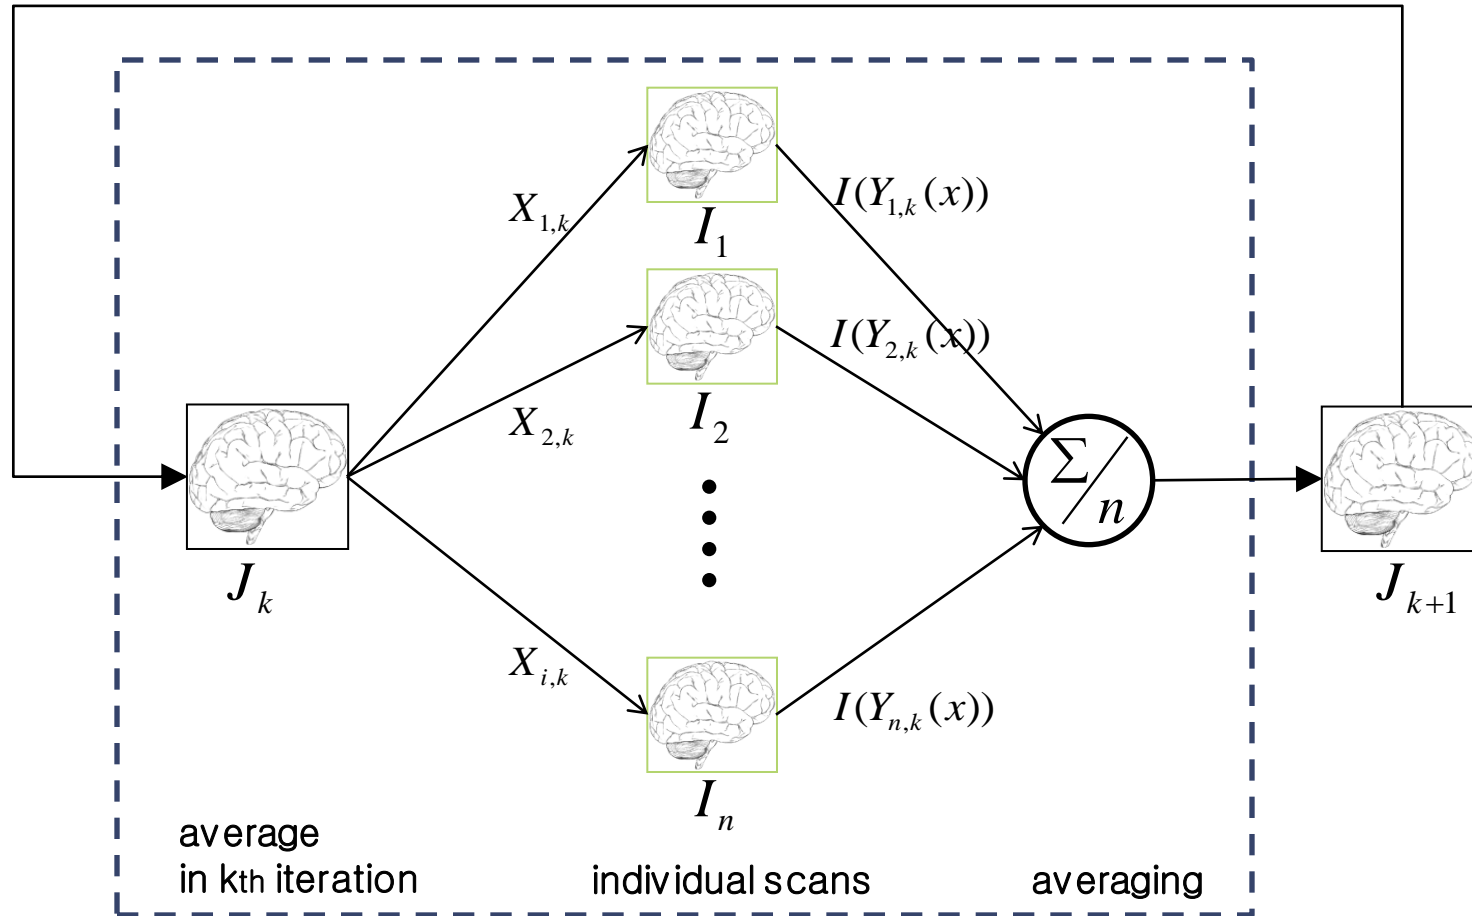 X1,k
I(Y1,k(x))
I1
X2,k
I(Y2,k(x))
I2
Σ/n
Jk
Jk+1
Xi,k
I(Yn,k(x))
In
average
in kth iteration
individual scans
averaging